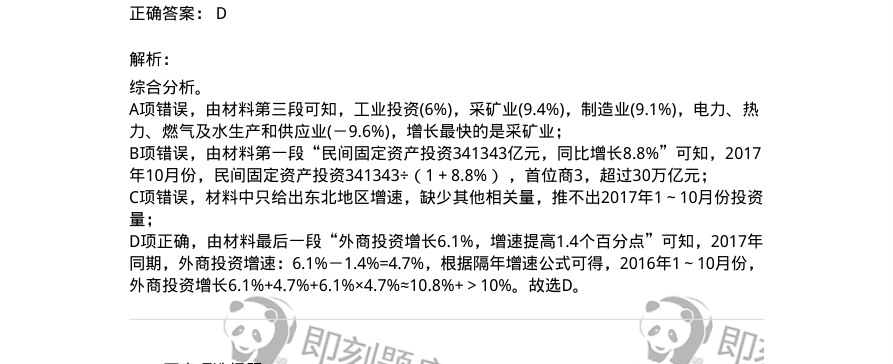 正确答案： D
解析：
综合分析。
A项错误，由材料第三段可知，工业投资(6%)，采矿业(9.4%)，制造业(9.1%)，电力、热
力、燃气及水生产和供应业(－9.6%)，增长最快的是采矿业；
B项错误，由材料第一段“民间固定资产投资341343亿元，同比增长8.8%”可知，2017
年10月份，民间固定资产投资341343÷（1 + 8.8% ），首位商3，超过30万亿元；
C项错误，材料中只给出东北地区增速，缺少其他相关量，推不出2017年1 ~ 10月份投资
量；
D项正确，由材料最后一段“外商投资增长6.1%，增速提高1.4个百分点”可知，2017年
同期，外商投资增速：6.1%－1.4%=4.7%，根据隔年增速公式可得，2016年1 ~ 10月份，
外商投资增长6.1%+4.7%+6.1%×4.7%≈10.8%+ > 10%。故选D。
即刻题库
即刻题